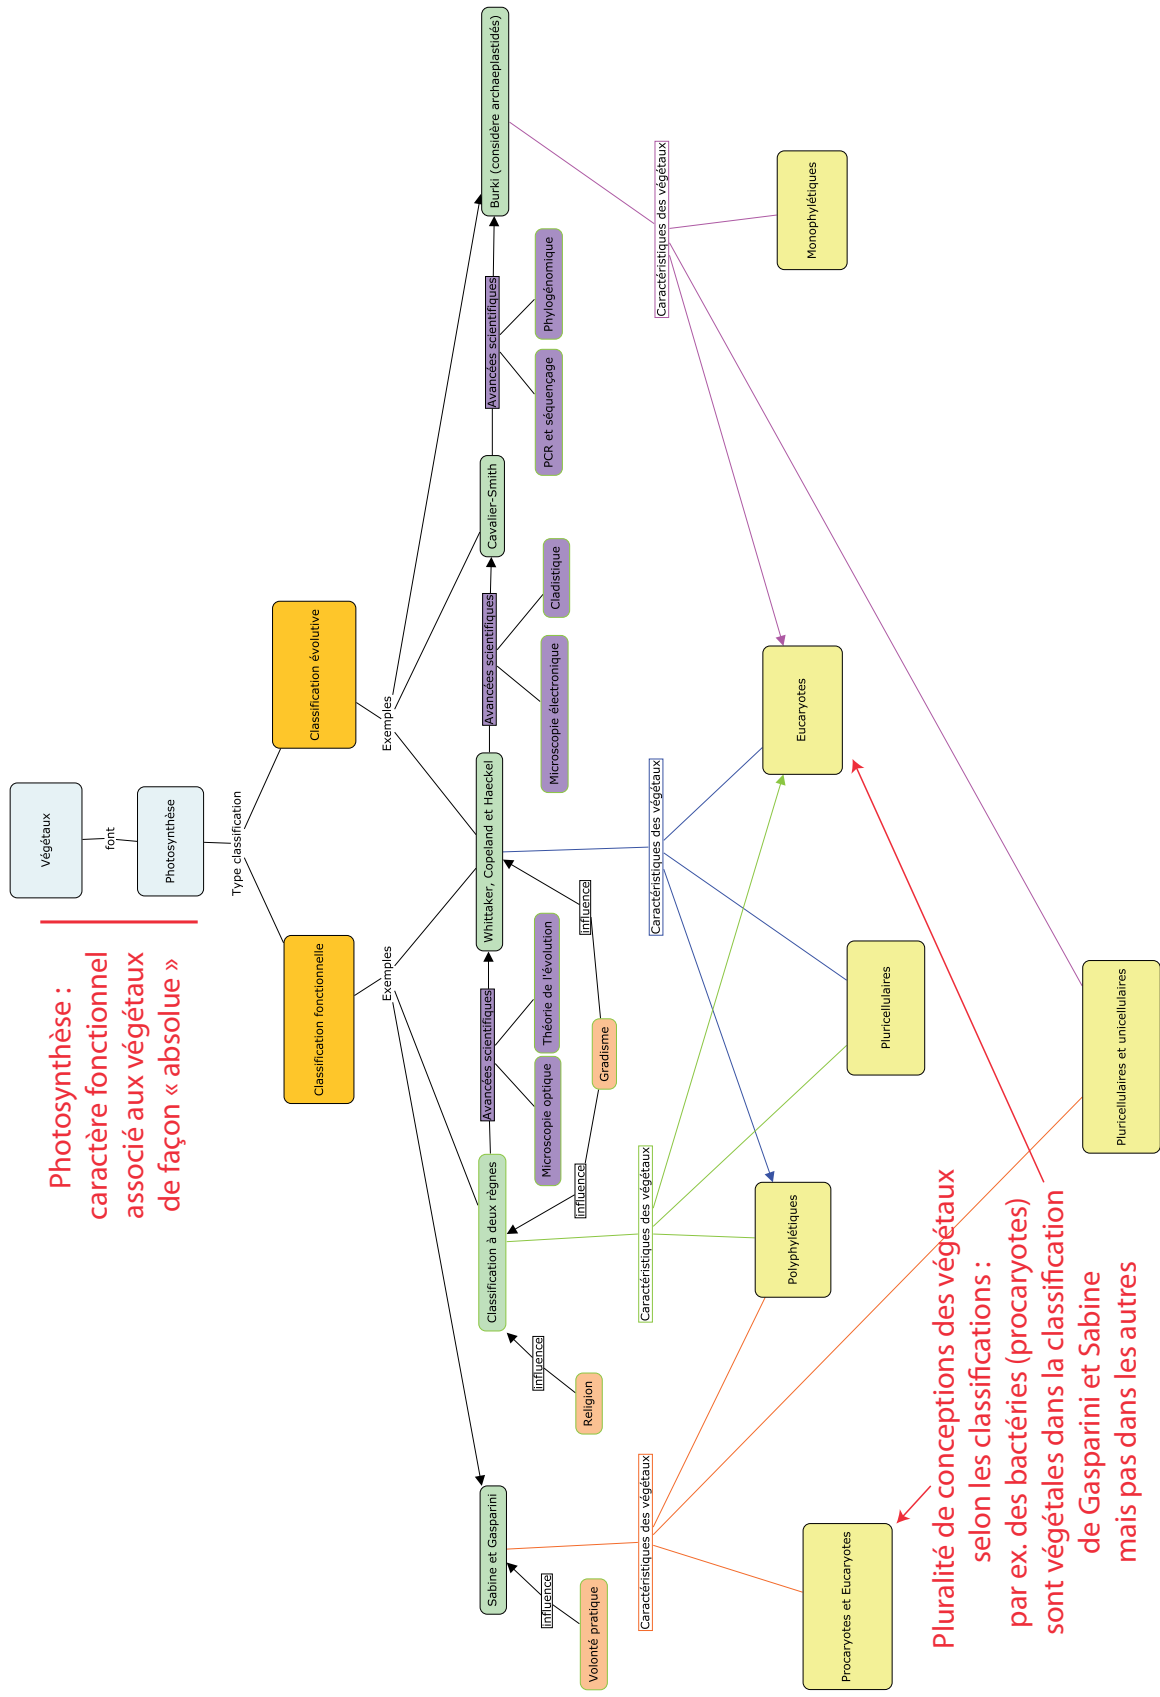 Végétaux
font
Photosynthèse
Type classification
Photosynthèse :
caractère fonctionnel
associé aux végétaux
de façon « absolue »
Classification fonctionnelle
Classification évolutive
Exemples
Exemples
Sabine et Gasparini
Classification à deux règnes
Avancées scientifiques
Whittaker, Copeland et Haeckel
Avancées scientifiques
Cavalier-Smith
Avancées scientifiques
Burki (considère archaeplastidés)
Microscopie optique
Théorie de l'évolution
Microscopie électronique
Cladistique
PCR et séquençage
Phylogénomique
influence
influence
influence
influence
Volonté pratique
Religion
Gradisme
Caractéristiques des végétaux
Caractéristiques des végétaux
Caractéristiques des végétaux
Caractéristiques des végétaux
Procaryotes et Eucaryotes
Polyphylétiques
Pluricellulaires
Eucaryotes
Monophylétiques
Pluricellulaires et unicellulaires
Pluralité de conceptions des végétaux
selon les classifications :
par ex. des bactéries (procaryotes)
sont végétales dans la classification
de Gasparini et Sabine
mais pas dans les autres